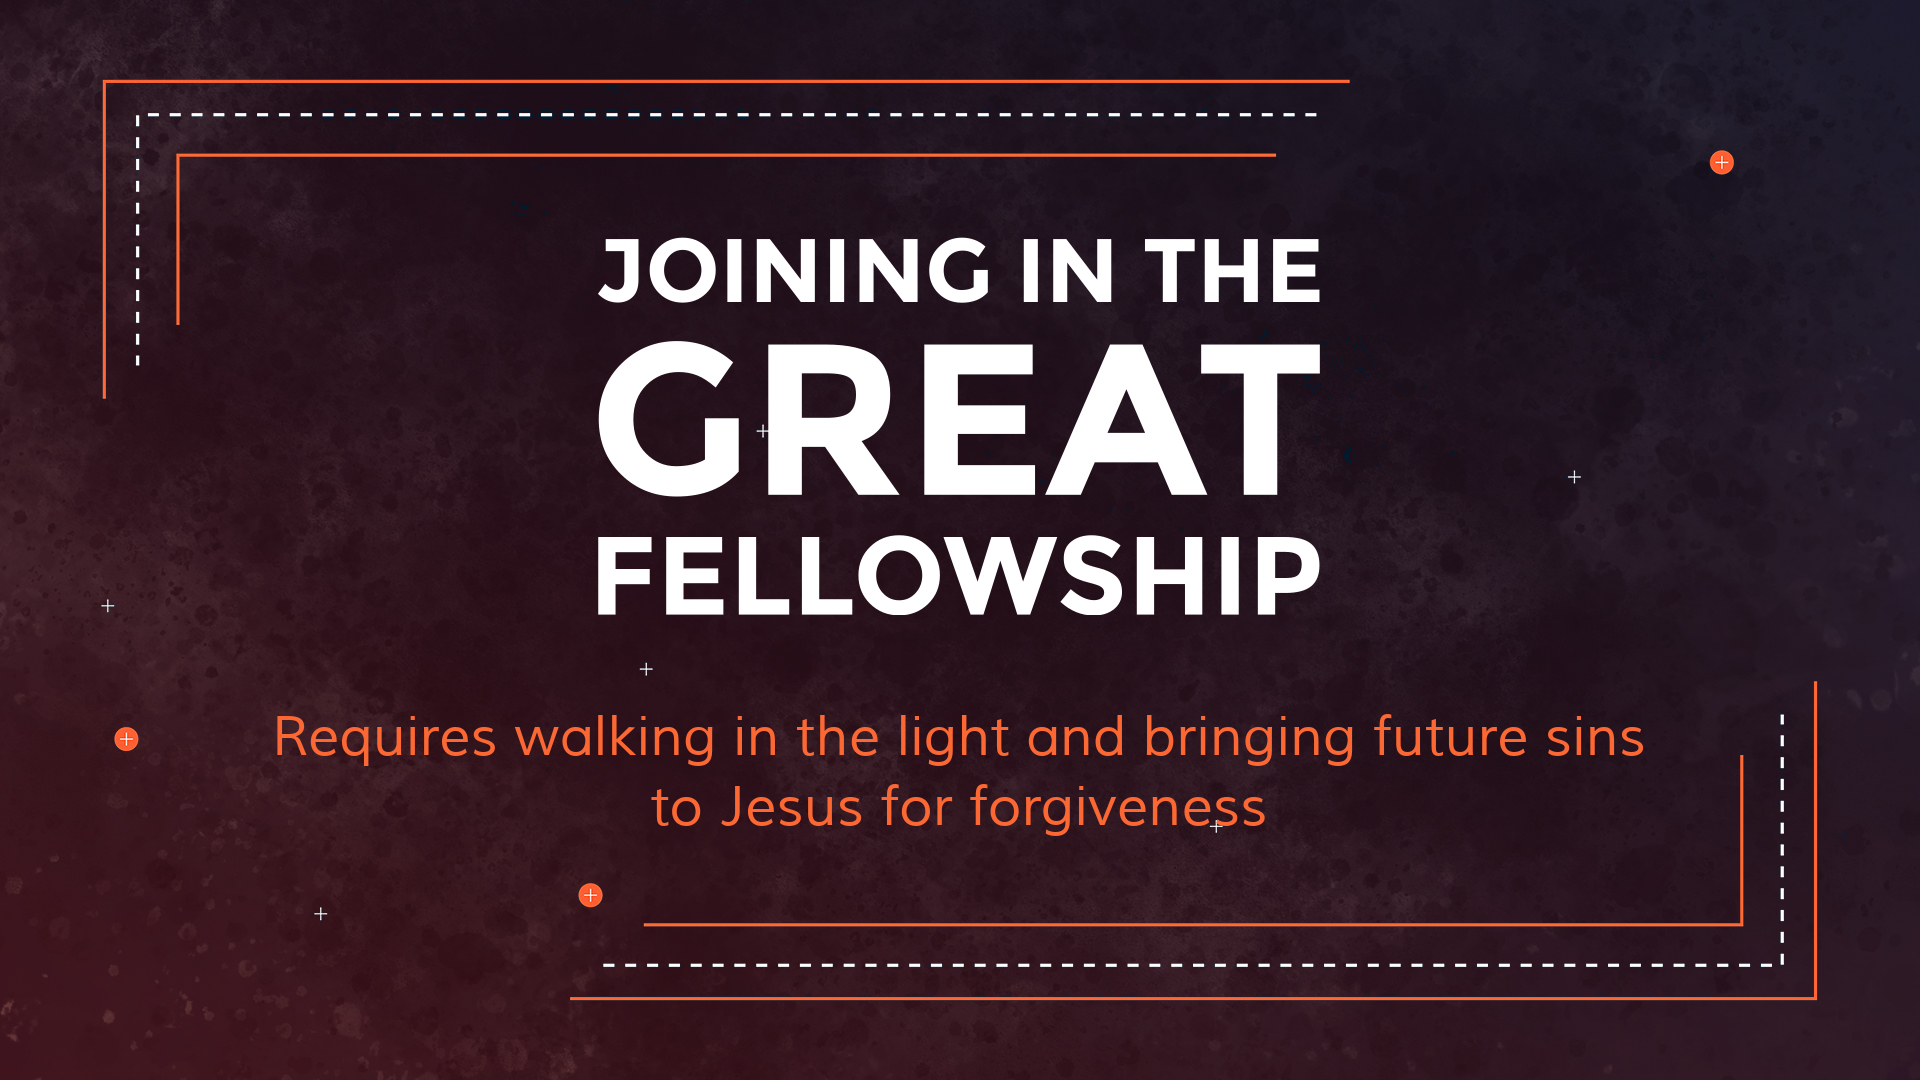 JOINING IN THE
GREAT
FELLOWSHIP
Requires walking in the light and bringing future sins
to Jesus for forgiveness